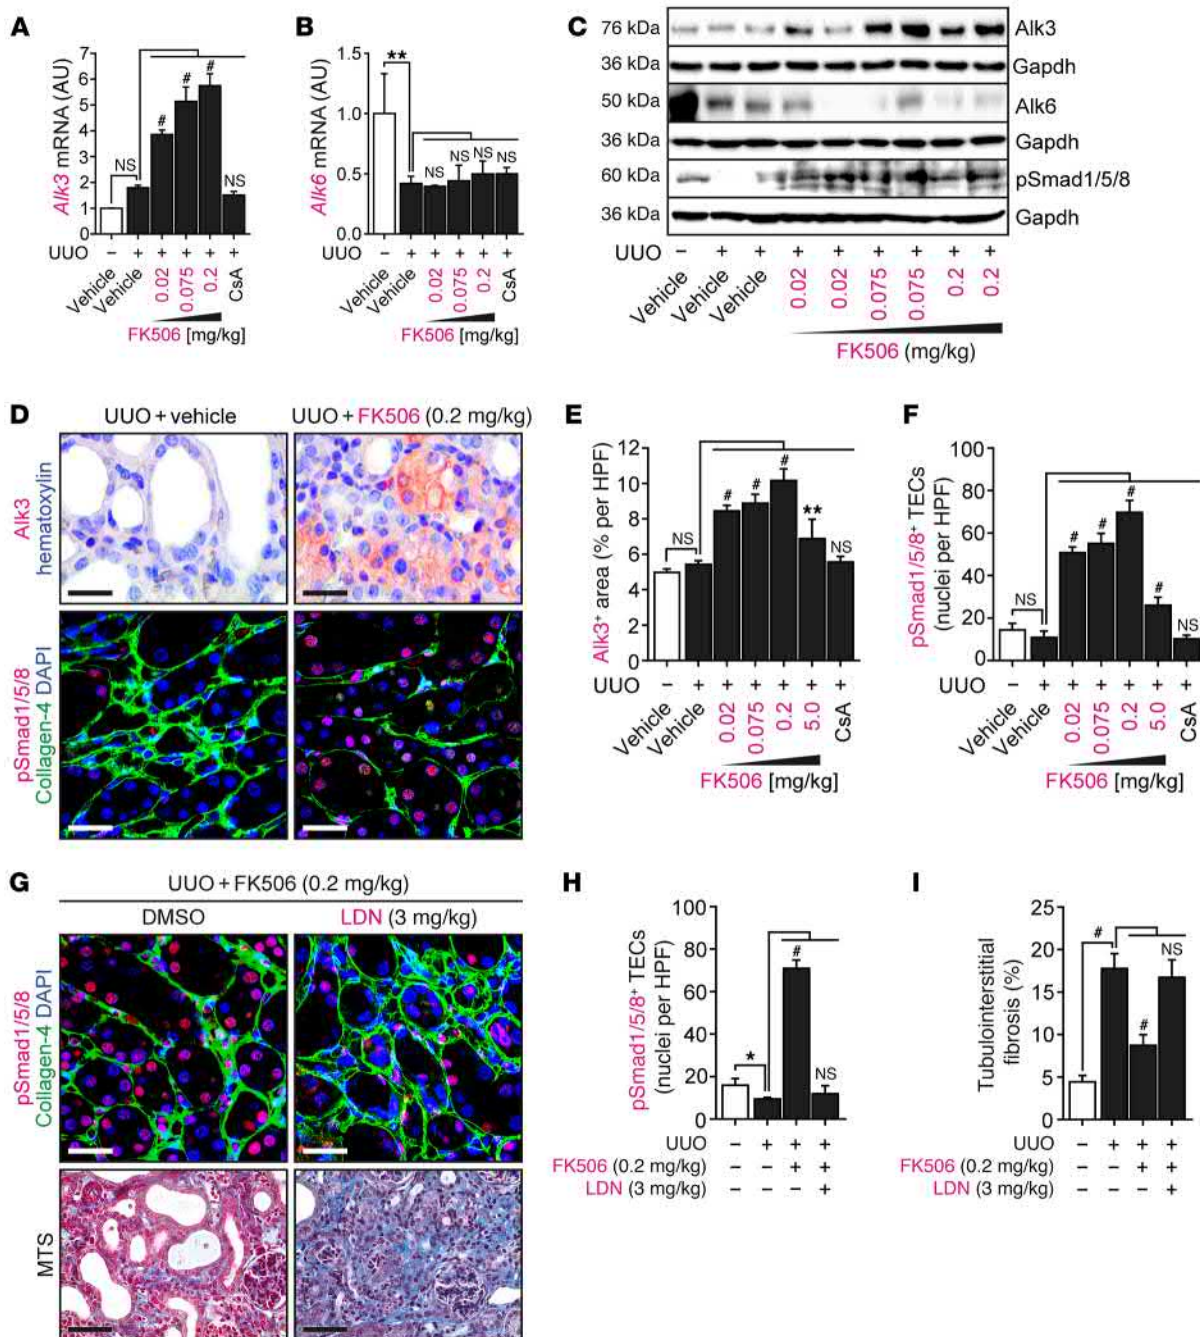 A
Alk3 mRNA (AU)
7
6
5
4
3
2
1
0
NS
#
#
#
NS
UUO
– + + + + +
Vehicle Vehicle 0.02 0.075 0.2 CsA
FK506 [mg/kg]
B
Alk6 mRNA (AU)
1.5
1.0
0.5
0.0
**
NS NS NS NS
UUO
– + + + + +
Vehicle Vehicle 0.02 0.075 0.2 CsA
FK506 [mg/kg]
C
76 kDa Alk3
36 kDa Gapdh
50 kDa Alk6
36 kDa Gapdh
60 kDa pSmad1/5/8
36 kDa Gapdh
UUO – + + + + + + + +
Vehicle Vehicle Vehicle 0.02 0.02 0.075 0.075 0.2 0.2
FK506 (mg/kg)
D
UUO + vehicle
UUO + FK506 (0.2 mg/kg)
Alk3
hematoxylin
pSmad1/5/8
Collagen-4 DAPI
E
Alk3+ area (% per HPF)
12
10
8
6
4
2
0
NS
#
#
#
**
NS
UUO
– + + + + + +
Vehicle Vehicle 0.02 0.075 0.2 5.0 CsA
FK506 [mg/kg]
F
pSmad1/5/8+ TECs
(nuclei per HPF)
100
80
60
40
20
0
NS
#
#
#
#
NS
UUO
– + + + + + +
Vehicle Vehicle 0.02 0.075 0.2 5.0 CsA
FK506 [mg/kg]
G
UUO + FK506 (0.2 mg/kg)
DMSO
LDN (3 mg/kg)
pSmad1/5/8
Collagen-4 DAPI
MTS
H
pSmad1/5/8+ TECs
(nuclei per HPF)
100
80
60
40
20
0
*
#
NS
UUO – + + +
FK506 (0.2 mg/kg) – – + +
LDN (3 mg/kg) – – – +
I
Tubulointerstitial
fibrosis (%)
25
20
15
10
5
0
#
#
NS
UUO – + + +
FK506 (0.2 mg/kg) – – + +
LDN (3 mg/kg) – – – +